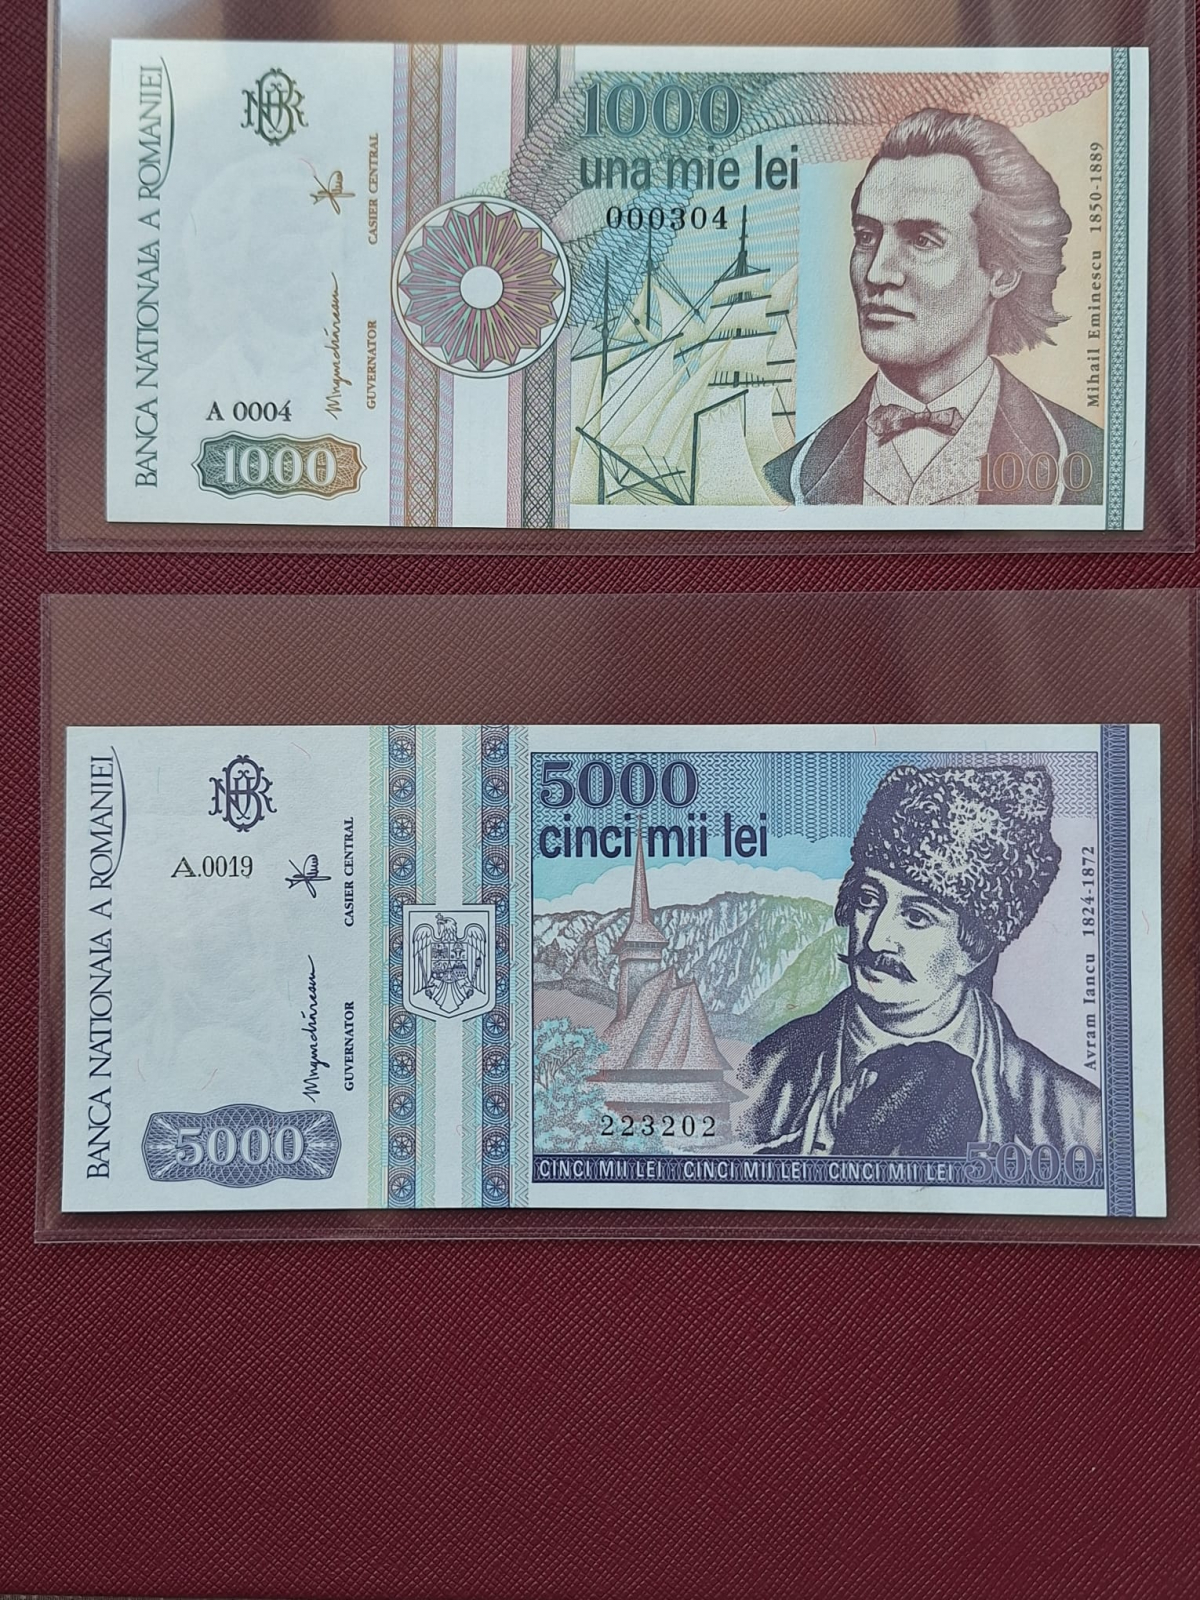 BANCA NATIONALA A ROMANIEI
A 0004
1000
GUVERNATOR
CASIER CENTRAL
1000
una mie lei
000304
Mihail Eminescu 1850-1889
1000
BANCA NATIONALA A ROMANIEI
A.0019
5000
GUVERNATOR
CASIER CENTRAL
5000
cinci mii lei
223202
CINCI MII LEI CINCI MII LEI CINCI MII LEI
5000
Avram Iancu 1824-1872